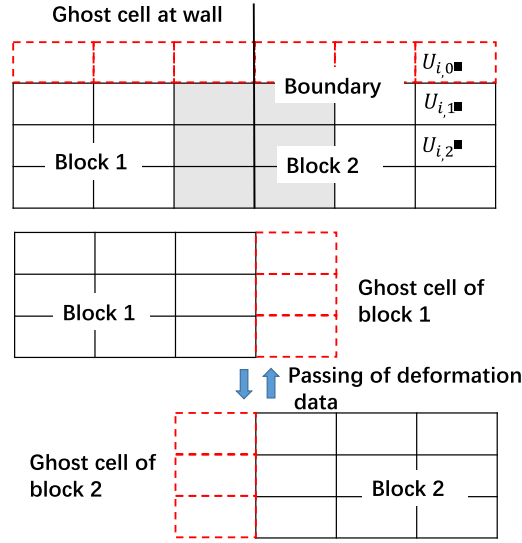 Ghost cell at wall
U_{i,0}
Boundary
U_{i,1}
U_{i,2}
Block 1
Block 2
Block 1
Ghost cell of
block 1
Passing of deformation
data
Ghost cell of
block 2
Block 2